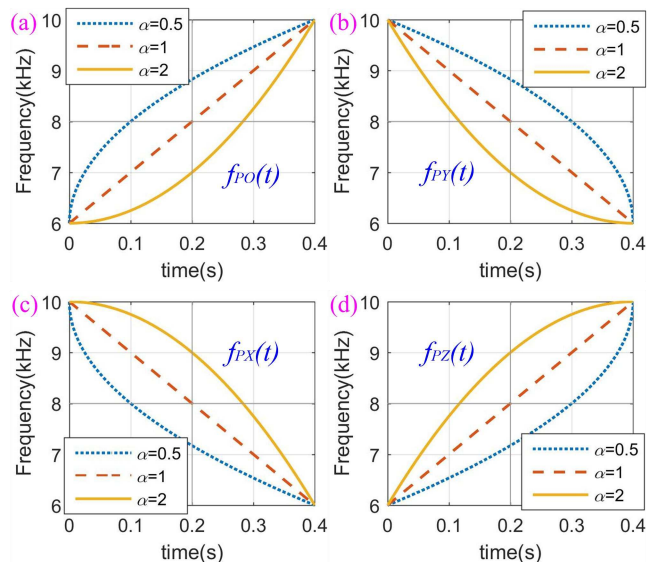 (a)
10
9
8
7
6
Frequency(kHz)
α=0.5
α=1
α=2
fPO(t)
0 0.1 0.2 0.3 0.4
time(s)
(b)
10
9
8
7
6
Frequency(kHz)
α=0.5
α=1
α=2
fPY(t)
0 0.1 0.2 0.3 0.4
time(s)
(c)
10
9
8
7
6
Frequency(kHz)
fPX(t)
α=0.5
α=1
α=2
0 0.1 0.2 0.3 0.4
time(s)
(d)
10
9
8
7
6
Frequency(kHz)
fPZ(t)
α=0.5
α=1
α=2
0 0.1 0.2 0.3 0.4
time(s)